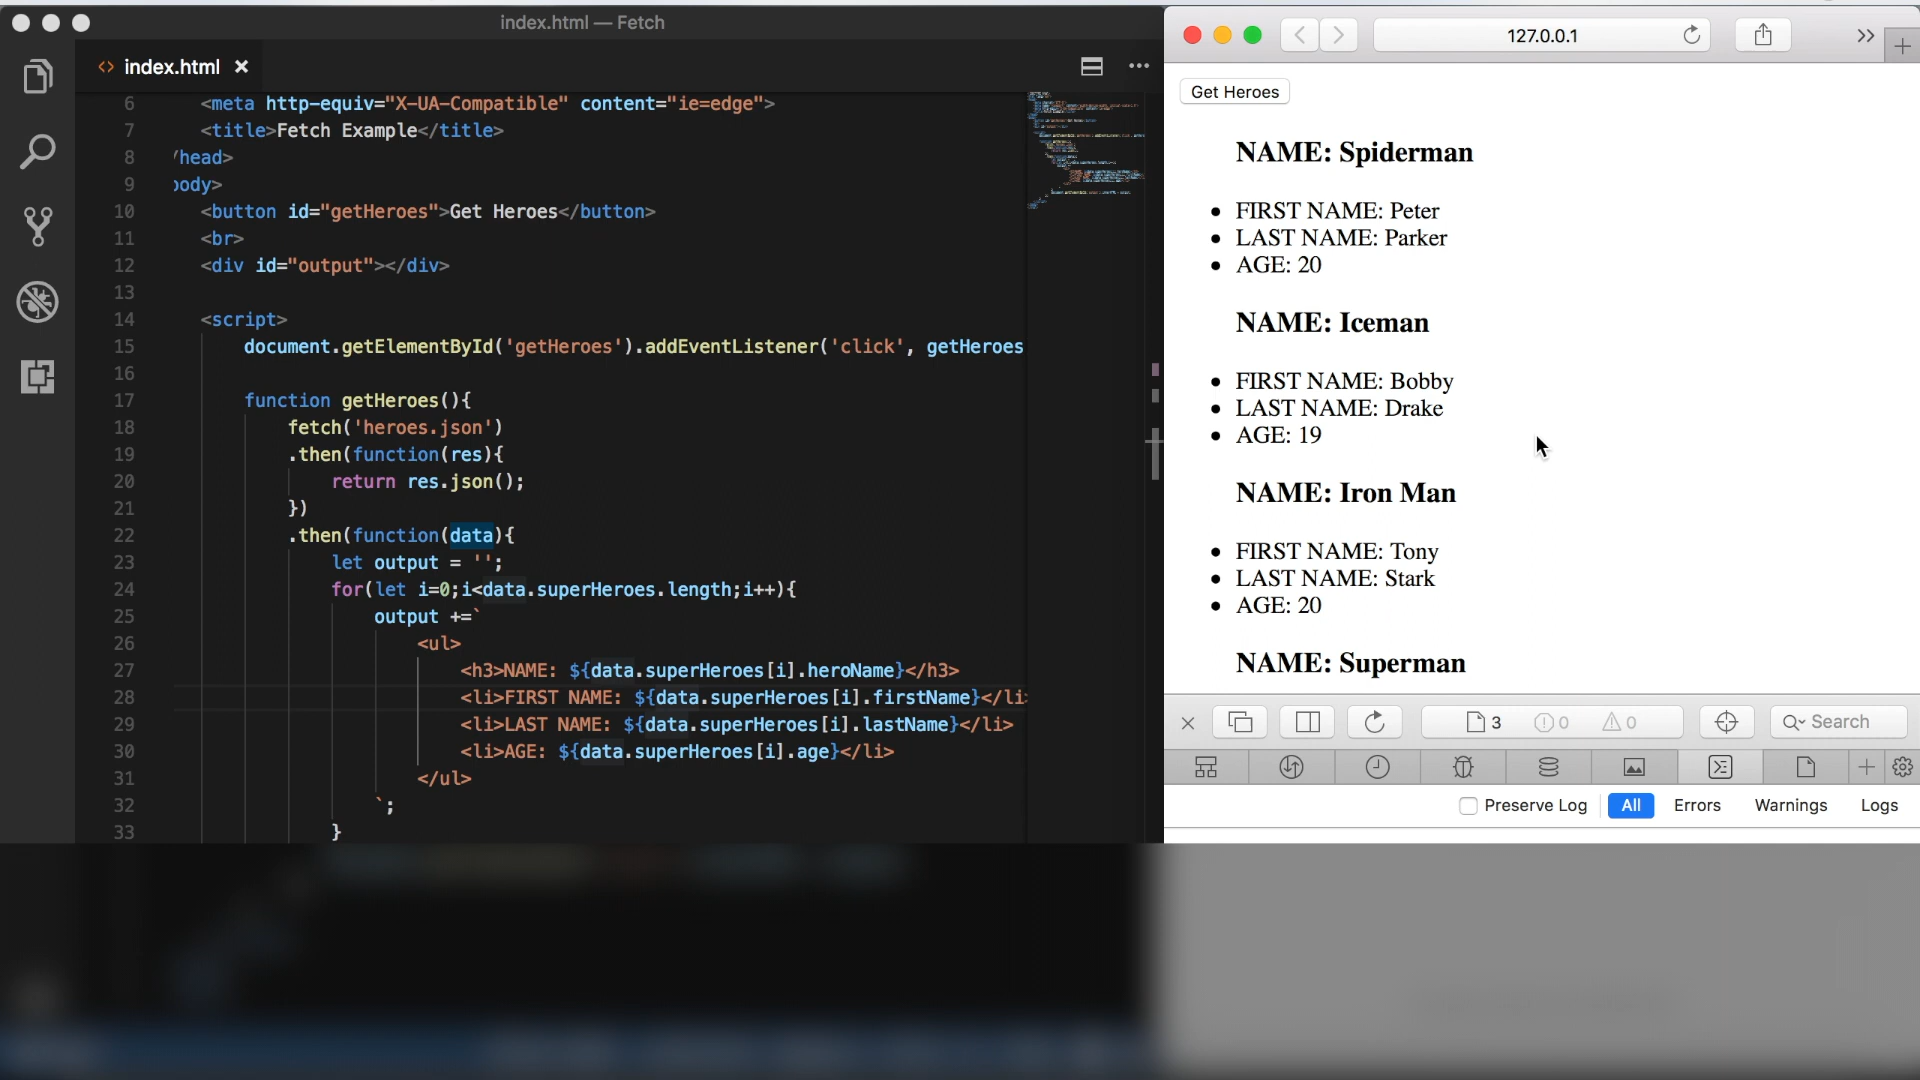 index.html — Fetch
<> index.html ×
6 <meta http-equiv="X-UA-Compatible" content="ie=edge">
7 <title>Fetch Example</title>
8 /head>
9 body>
10 <button id="getHeroes">Get Heroes</button>
11 <br>
12 <div id="output"></div>
13
14 <script>
15 document.getElementById('getHeroes').addEventListener('click', getHeroes
16
17 function getHeroes(){
18 fetch('heroes.json')
19 .then(function(res){
20 return res.json();
21 })
22 .then(function(data){
23 let output = '';
24 for(let i=0;i<data.superHeroes.length;i++){
25 output +=`
26 <ul>
27 <h3>NAME: ${data.superHeroes[i].heroName}</h3>
28 <li>FIRST NAME: ${data.superHeroes[i].firstName}</li>
29 <li>LAST NAME: ${data.superHeroes[i].lastName}</li>
30 <li>AGE: ${data.superHeroes[i].age}</li>
31 </ul>
32 `;
33 }
127.0.0.1
Get Heroes
NAME: Spiderman
• FIRST NAME: Peter
• LAST NAME: Parker
• AGE: 20
NAME: Iceman
• FIRST NAME: Bobby
• LAST NAME: Drake
• AGE: 19
NAME: Iron Man
• FIRST NAME: Tony
• LAST NAME: Stark
• AGE: 20
NAME: Superman
3 0 0 Search
Preserve Log All Errors Warnings Logs